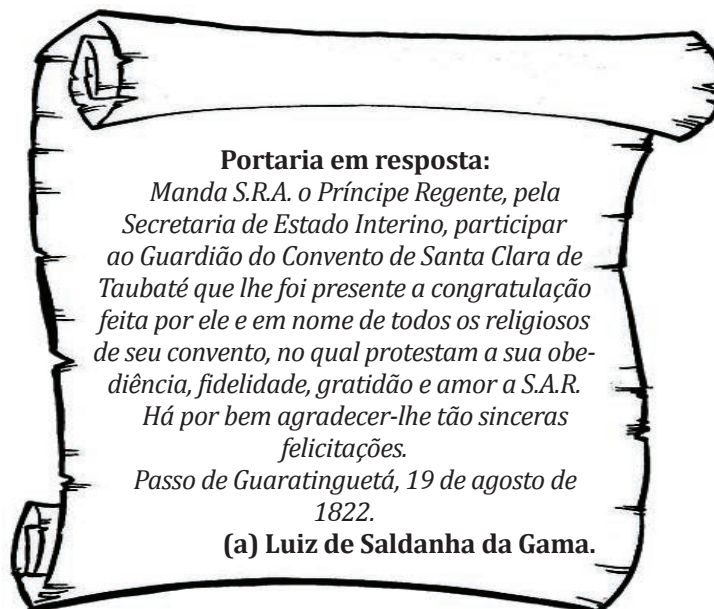 Portaria em resposta:
Manda S.R.A. o Príncipe Regente, pela
Secretaria de Estado Interino, participar
ao Guardião do Convento de Santa Clara de
Taubaté que lhe foi presente a congratulação
feita por ele e em nome de todos os religiosos
de seu convento, no qual protestam a sua obe-
diência, fidelidade, gratidão e amor a S.A.R.
Há por bem agradecer-lhe tão sinceras
felicitações.
Passo de Guaratinguetá, 19 de agosto de
1822.
(a) Luiz de Saldanha da Gama.